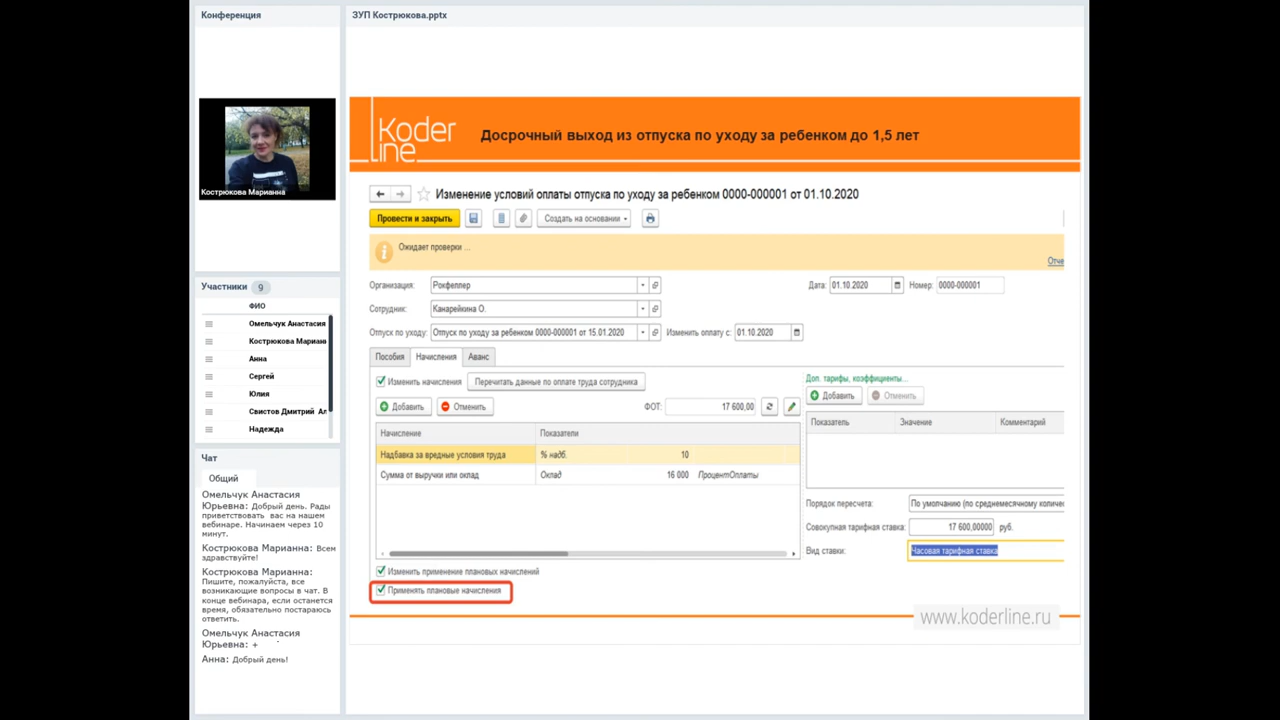 Конференция
Кострюкова Марианна
Участники 9
ФИО
Омельчук Анастасия
Кострюкова Мариан
Анна
Сергей
Юлия
Свистов Дмитрий Ал
Надежда
Чат
Общий
Омельчук Анастасия
Юрьевна: Добрый день. Рады
приветствовать вас на нашем
вебинаре. Начинаем через 10
минут.
Кострюкова Марианна: Всем
здравствуйте!
Кострюкова Марианна:
Пишите, пожалуйста, все
возникающие вопросы в чат. В
конце вебинара, если останется
время, обязательно постараюсь
ответить.
Омельчук Анастасия
Юрьевна: +
Анна: Добрый день!
ЗУП Кострюкова.pptx
Koder
line
Досрочный выход из отпуска по уходу за ребенком до 1,5 лет
Изменение условий оплаты отпуска по уходу за ребенком 0000-000001 от 01.10.2020
Провести и закрыть Создать на основании
Ожидает проверки ...
Отче
Организация: Рокфеллер Дата: 01.10.2020 Номер: 0000-000001
Сотрудник: Канарейкина О.
Отпуск по уходу: Отпуск по уходу за ребенком 0000-000001 от 15.01.2020 Изменить оплату с: 01.10.2020
Пособия Начисления Аванс
Изменить начисления Перечитать данные по оплате труда сотрудника
Добавить Отменить ФОТ: 17 600,00
Начисление Показатели
Надбавка за вредные условия труда % надб. 10
Сумма от выручки или оклад Оклад 16 000 ПроцентОплаты
Доп. тарифы, коэффициенты...
Добавить Отменить
Показатель Значение Комментарий
Порядок пересчета: По умолчанию (по среднемесячному количе
Совокупная тарифная ставка: 17 600,00000 руб.
Вид ставки: Часовая тарифная ставка
Изменить применение плановых начислений
Применять плановые начисления
www.koderline.ru